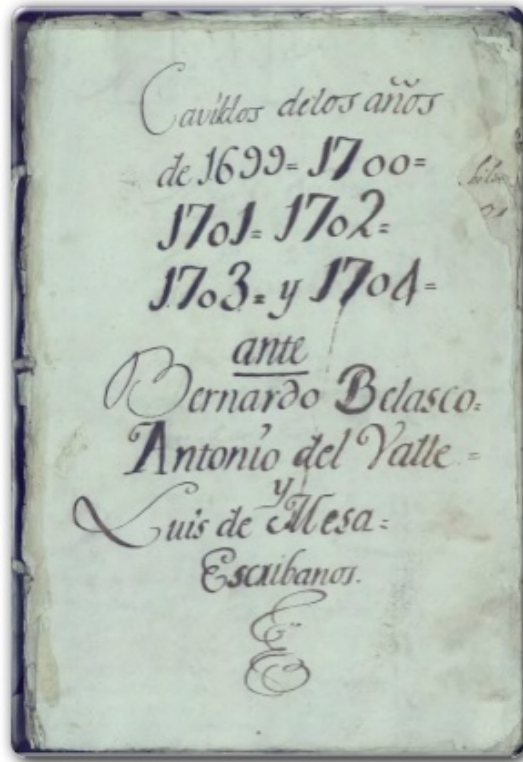 Cavildos delos años
de 1699= 1700=
1701= 1702=
1703= y 1704=
ante
Bernardo Belasco=
Antonio del Valle=
y
Luis de Mesa=
Escribanos.